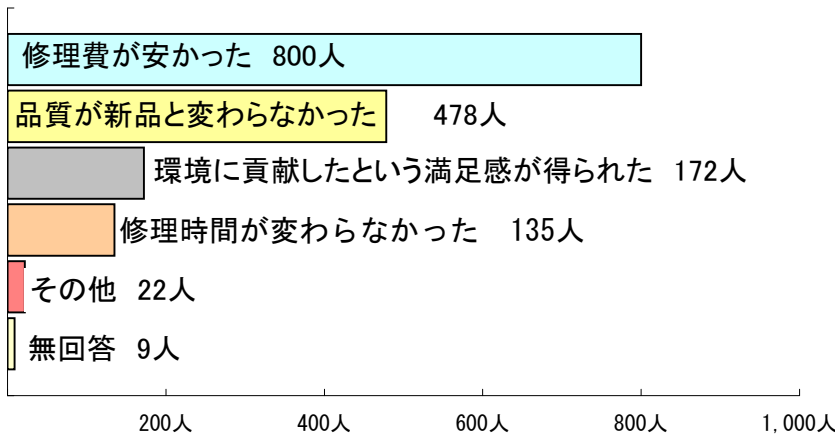 修理費が安かった 800人
品質が新品と変わらなかった 478人
環境に貢献したという満足感が得られた 172人
修理時間が変わらなかった 135人
その他 22人
無回答 9人
200人 400人 600人 800人 1,000人